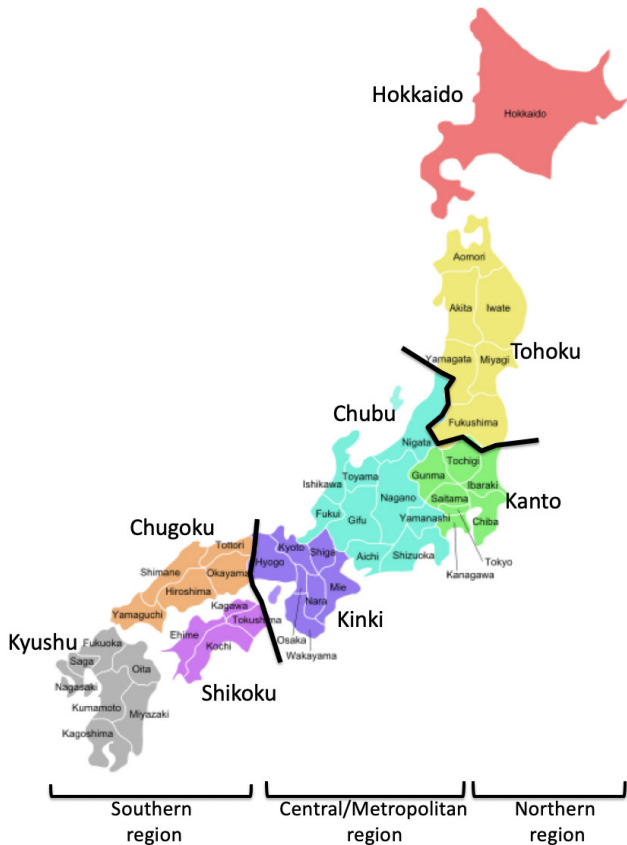 Hokkaido
Hokkaido
Aomori
Akita
Iwate
Yamagata
Miyagi
Tohoku
Fukushima
Chubu
Nigata
Tochigi
Gunma
Ibaraki
Toyama
Ishikawa
Nagano
Saitama
Kanto
Fukui
Gifu
Yamanashi
Chiba
Chugoku
Tottori
Kyoto
Shiga
Aichi
Shizuoka
Tokyo
Kanagawa
Hyogo
Shimane
Okayama
Hiroshima
Mie
Nara
Kagawa
Yamaguchi
Tokushima
Kinki
Kyushu
Fukuoka
Ehime
Kochi
Osaka
Wakayama
Saga
Oita
Nagasaki
Shikoku
Kumamoto
Miyazaki
Kagoshima
Southern
region
Central/Metropolitan
region
Northern
region